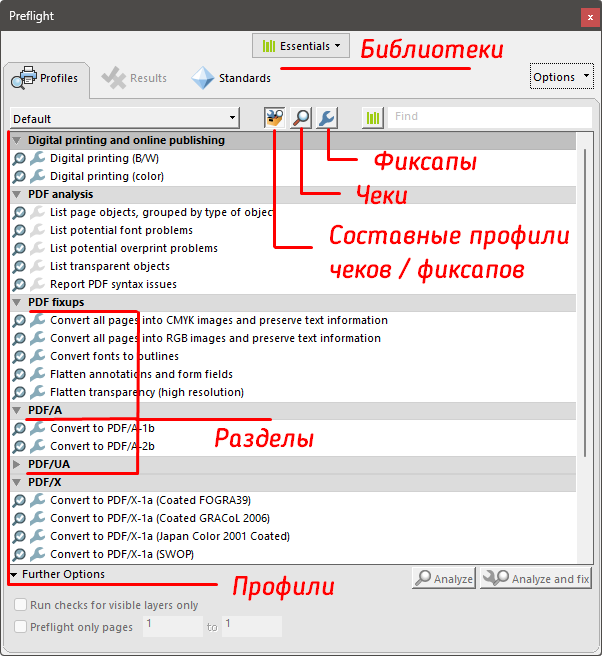 Preflight
Essentials
Библиотеки
Profiles
Results
Standards
Options
Default
Find
Digital printing and online publishing
Digital printing (B/W)
Фиксапы
Digital printing (color)
PDF analysis
Чеки
List page objects, grouped by type of object
List potential font problems
List potential overprint problems
Составные профили
чеков / фиксапов
List transparent objects
Report PDF syntax issues
PDF fixups
Convert all pages into CMYK images and preserve text information
Convert all pages into RGB images and preserve text information
Convert fonts to outlines
Flatten annotations and form fields
Flatten transparency (high resolution)
PDF/A
Convert to PDF/A-1b
Разделы
Convert to PDF/A-2b
PDF/UA
PDF/X
Convert to PDF/X-1a (Coated FOGRA39)
Convert to PDF/X-1a (Coated GRACoL 2006)
Convert to PDF/X-1a (Japan Color 2001 Coated)
Convert to PDF/X-1a (SWOP)
Further Options
Профили
Analyze
Analyze and fix
Run checks for visible layers only
Preflight only pages 1 to 1